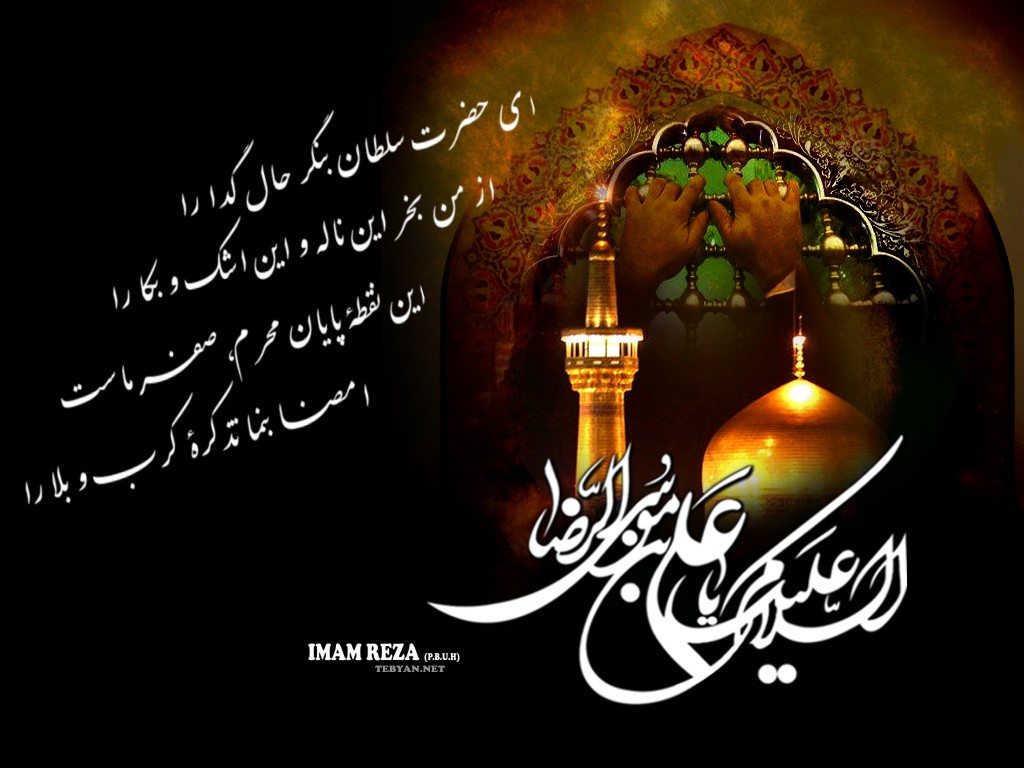 ای حضرت سلطان بنگر حال گدا را
از من بخر این ناله و این اشک و بکا را
این نقطهٔ پایان محرم، صفر ماست
امضا بنما تذکرهٔ کرب و بلا را
السلام علیک یا علی بن موسی الرضا
IMAM REZA (P.B.U.H)
TEBYAN.NET